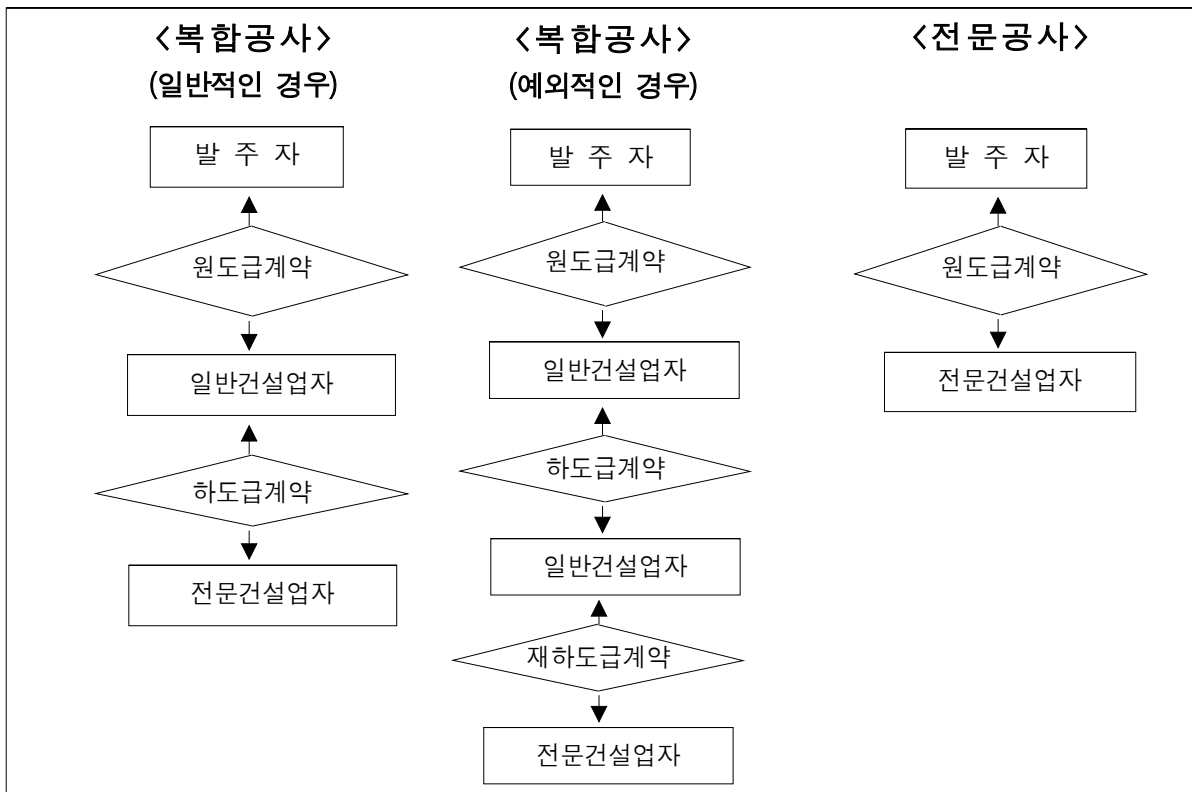 <복합공사>
(일반적인 경우)
발 주 자
원도급계약
일반건설업자
하도급계약
전문건설업자
<복합공사>
(예외적인 경우)
발 주 자
원도급계약
일반건설업자
하도급계약
일반건설업자
재하도급계약
전문건설업자
<전문공사>
발 주 자
원도급계약
전문건설업자